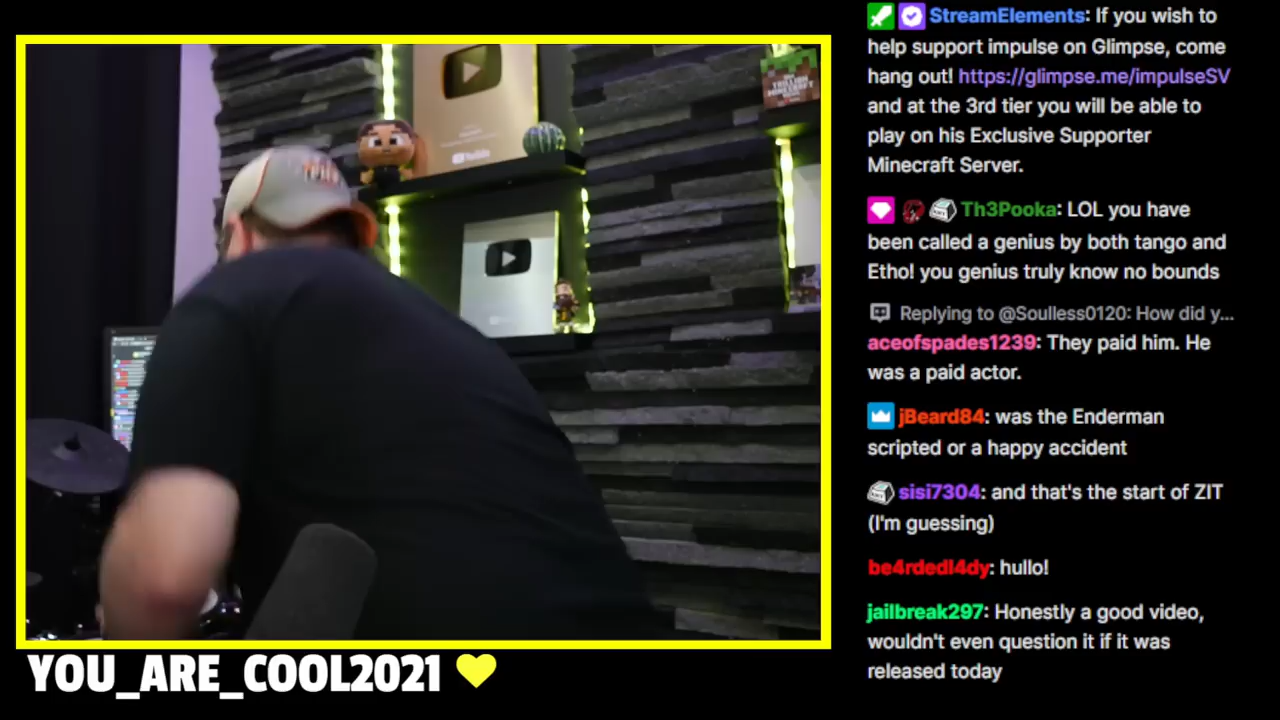 StreamElements: If you wish to
help support impulse on Glimpse, come
hang out! https://glimpse.me/impulseSV
and at the 3rd tier you will be able to
play on his Exclusive Supporter
Minecraft Server.
Th3Pooka: LOL you have
been called a genius by both tango and
Etho! you genius truly know no bounds
Replying to @Soulless0120: How did y...
aceofspades1239: They paid him. He
was a paid actor.
jBeard84: was the Enderman
scripted or a happy accident
sisi7304: and that's the start of ZIT
(I'm guessing)
be4rdedl4dy: hullo!
jailbreak297: Honestly a good video,
wouldn't even question it if it was
released today
YOU_ARE_COOL2021
YouTube
TRILLION
MINECRAFT